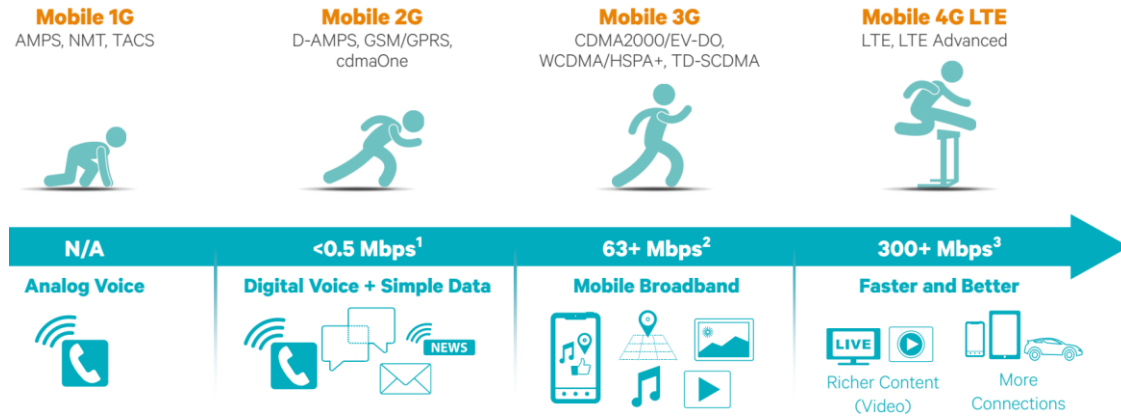 Mobile 1G
AMPS, NMT, TACS
Mobile 2G
D-AMPS, GSM/GPRS,
cdmaOne
Mobile 3G
CDMA2000/EV-DO,
WCDMA/HSPA+, TD-SCDMA
Mobile 4G LTE
LTE, LTE Advanced
N/A
<0.5 Mbps¹
63+ Mbps²
300+ Mbps³
Analog Voice
Digital Voice + Simple Data
NEWS
Mobile Broadband
Faster and Better
LIVE
Richer Content
(Video)
More
Connections